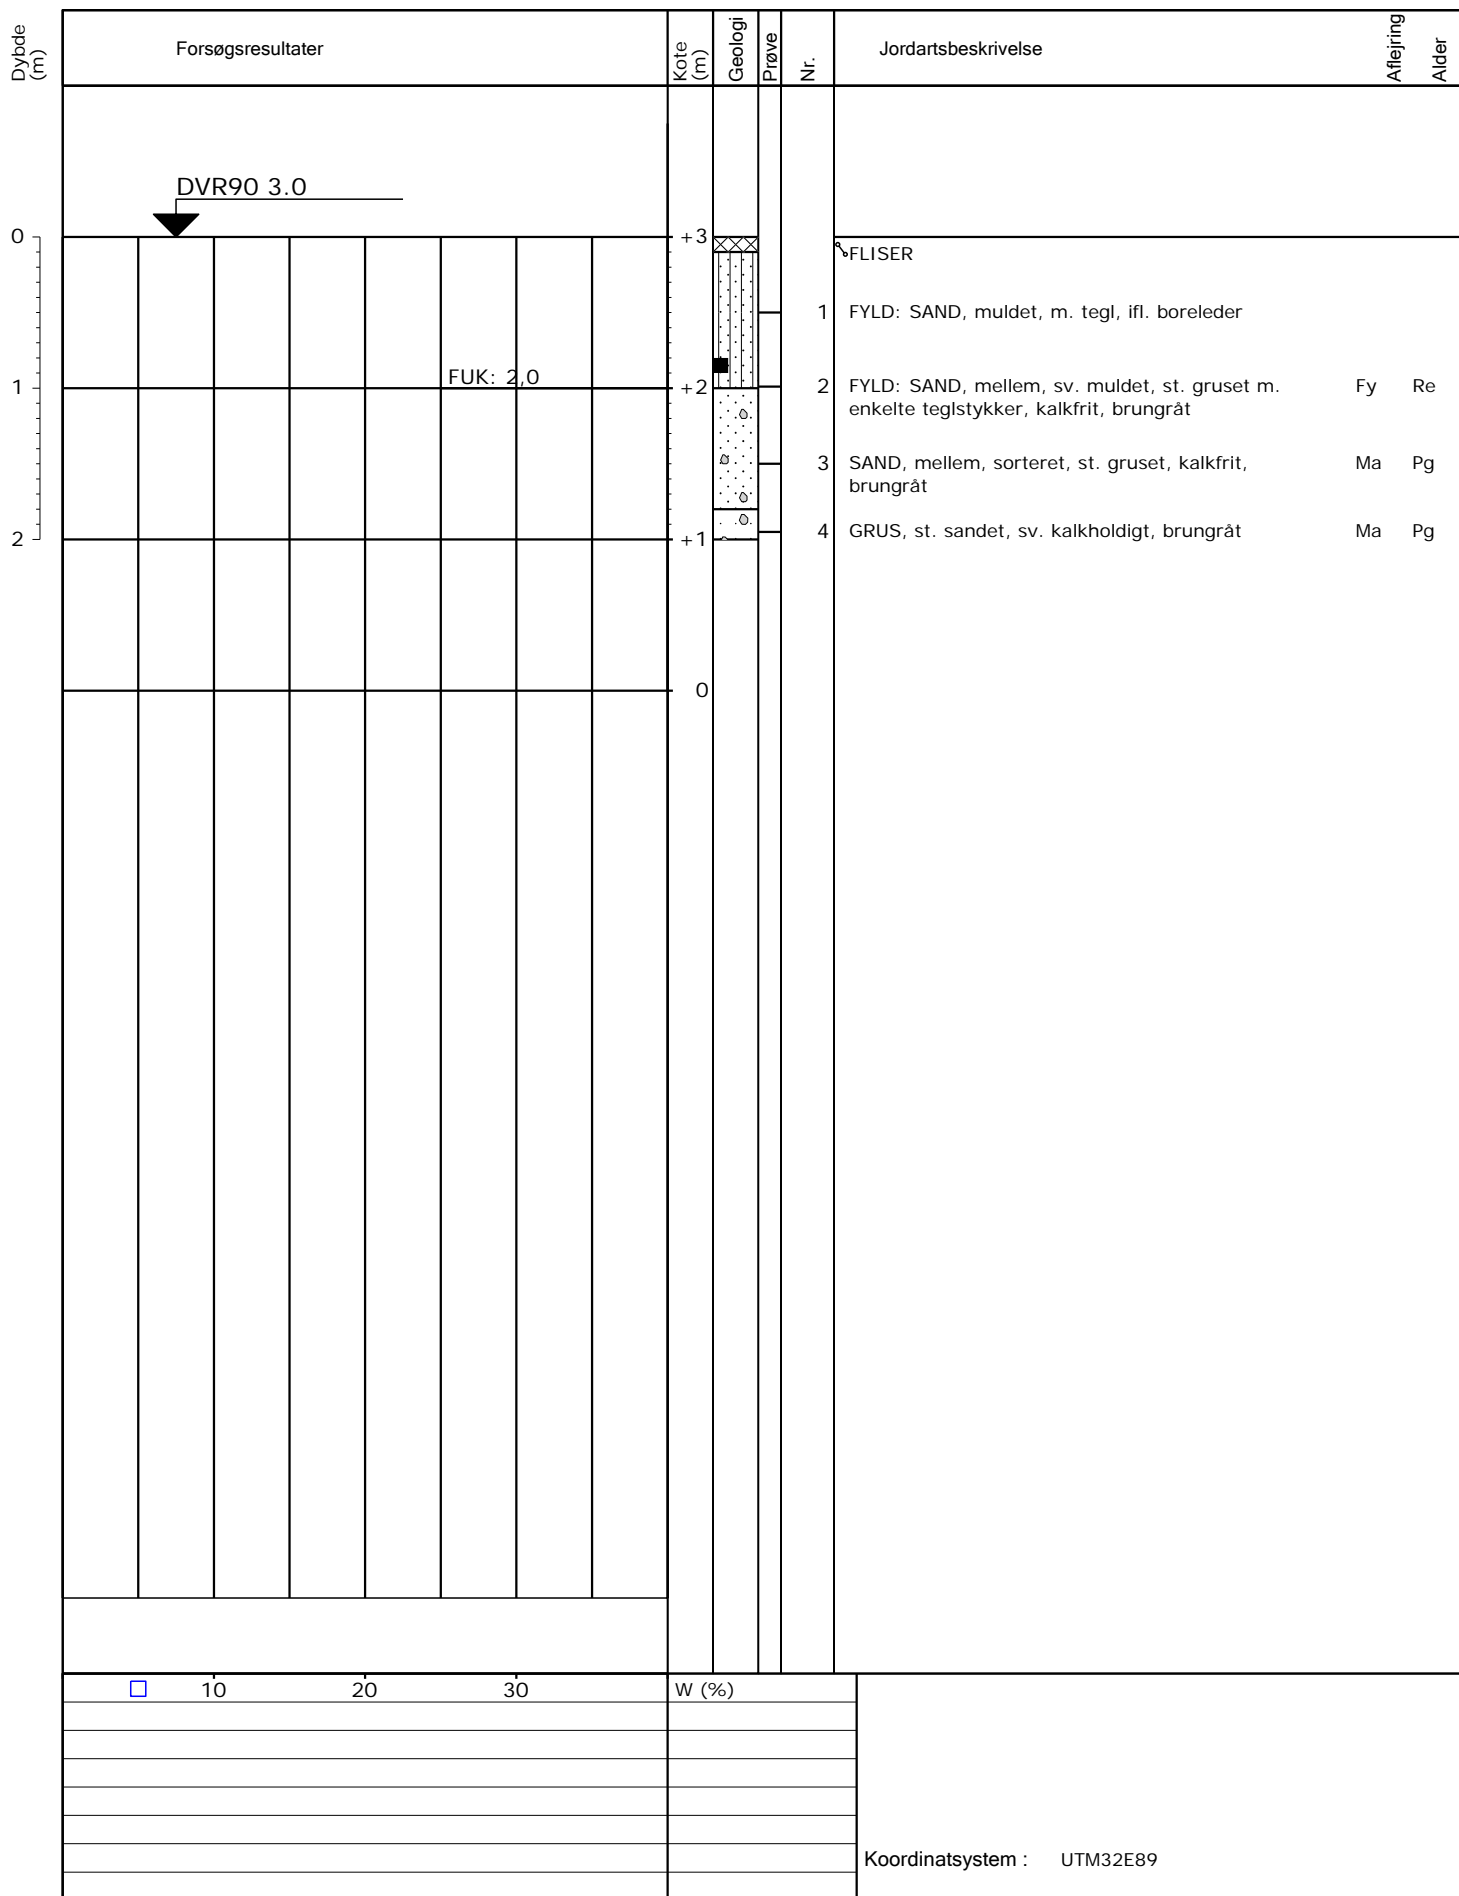 Dybde
(m)
Forsøgsresultater
Kote
(m)
Geologi
Prøve
Nr.
Jordartsbeskrivelse
Aflejring
Alder
DVR90 3.0
0
+3
FLISER
1 FYLD: SAND, muldet, m. tegl, ifl. boreleder
FUK: 2,0
1
+2
2 FYLD: SAND, mellem, sv. muldet, st. gruset m. Fy Re
enkelte teglstykker, kalkfrit, brungråt
3 SAND, mellem, sorteret, st. gruset, kalkfrit, Ma Pg
brungråt
2
+1
4 GRUS, st. sandet, sv. kalkholdigt, brungråt Ma Pg
0
10 20 30 W (%)
Koordinatsystem : UTM32E89